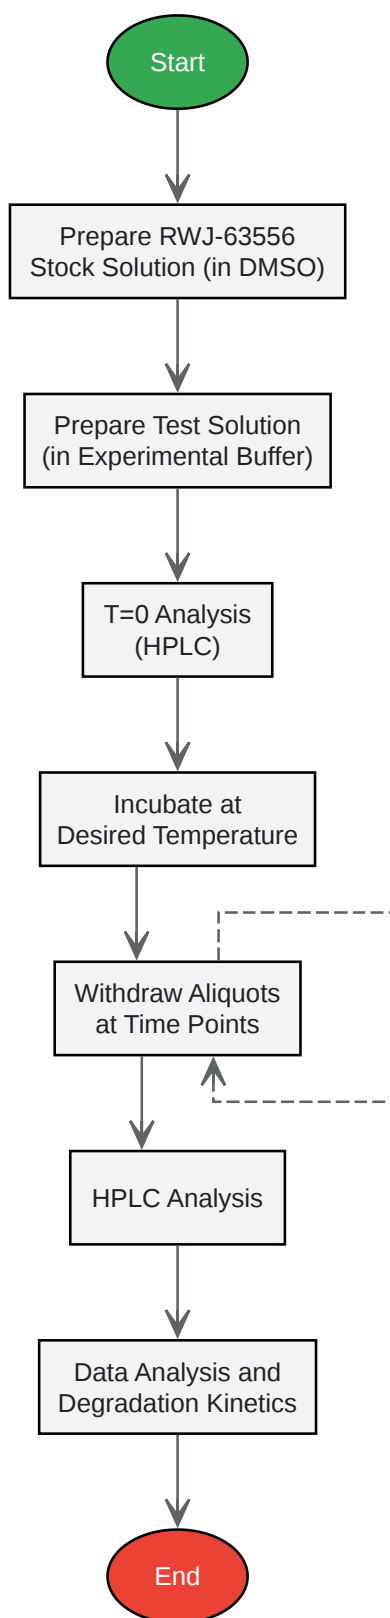 Start
Prepare RWJ-63556
Stock Solution (in DMSO)
Prepare Test Solution
(in Experimental Buffer)
T=0 Analysis
(HPLC)
Incubate at
Desired Temperature
Withdraw Aliquots
at Time Points
HPLC Analysis
Data Analysis and
Degradation Kinetics
End